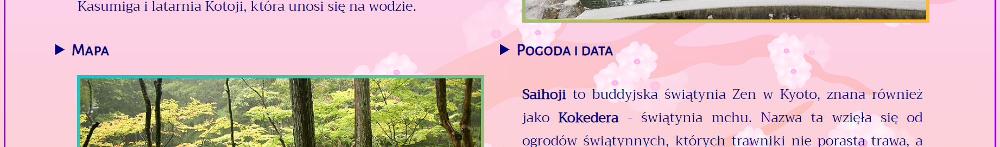 Kasumiga i latarnia Kotoji, która unosi się na wodzie.
Mapa
Pogoda i data
Saihoji to buddyjska świątynia Zen w Kyoto, znana również
jako Kokedera - świątynia mchu. Nazwa ta wzięła się od
ogrodów świątynnych, których trawniki nie porasta trawa, a